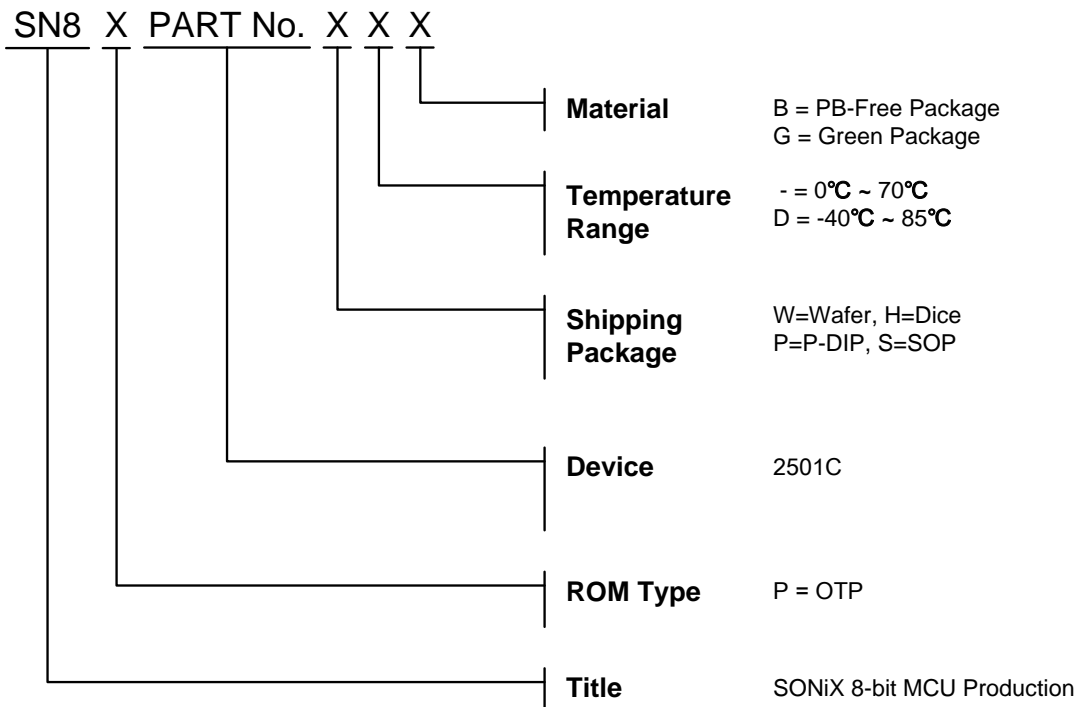 SN8 X PART No. X X X
Material B = PB-Free Package
G = Green Package
Temperature - = 0℃ ~ 70℃
Range D = -40℃ ~ 85℃
Shipping W=Wafer, H=Dice
Package P=P-DIP, S=SOP
Device 2501C
ROM Type P = OTP
Title SONiX 8-bit MCU Production